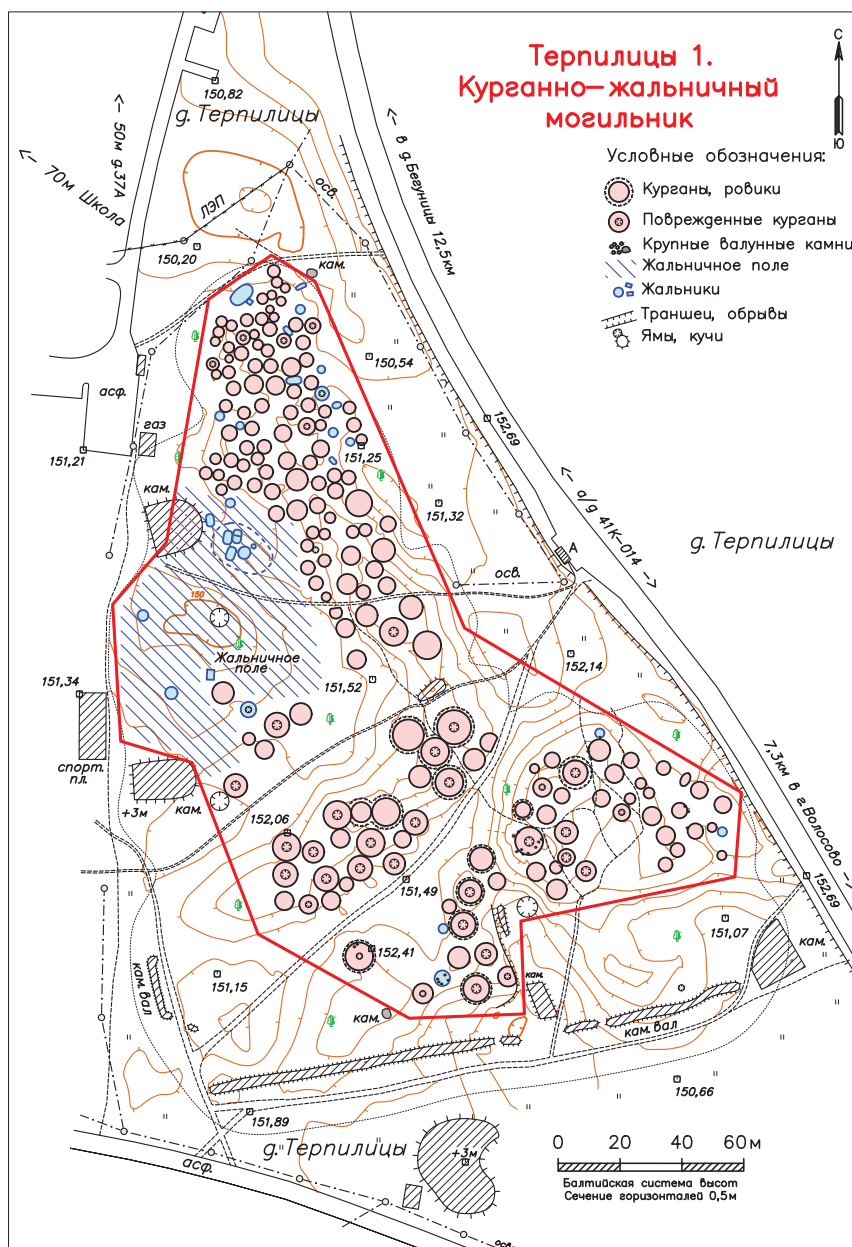 Терпилицы 1.
Курганно-жальничный
могильник
С
Ю
Условные обозначения:
Курганы, ровики
Поврежденные курганы
Крупные валунные камни
Жальничное поле
Жальники
Траншеи, обрывы
Ямы, кучи
150,82
д. Терпилицы
<- 50м д.37А
<- 70м Школа
ЛЭП
осв.
<- в д.Бегуницы 12,5км
150,20
кам.
150,54
асф.
газ
152,69
151,21
151,25
кам.
151,32
<- а/д 41К-014 ->
А
д. Терпилицы
осв.
150
Жальничное
поле
152,14
151,34
151,52
спорт.
пл.
+3м
кам.
7,3км в г.Волосово ->
152,06
151,49
152,69
151,07
кам.
152,41
151,15
кам. вал
кам.
кам.
кам. вал
150,66
151,89
д. Терпилицы
+3м
асф.
осв.
0 20 40 60м
Балтийская система высот
Сечение горизонталей 0,5м